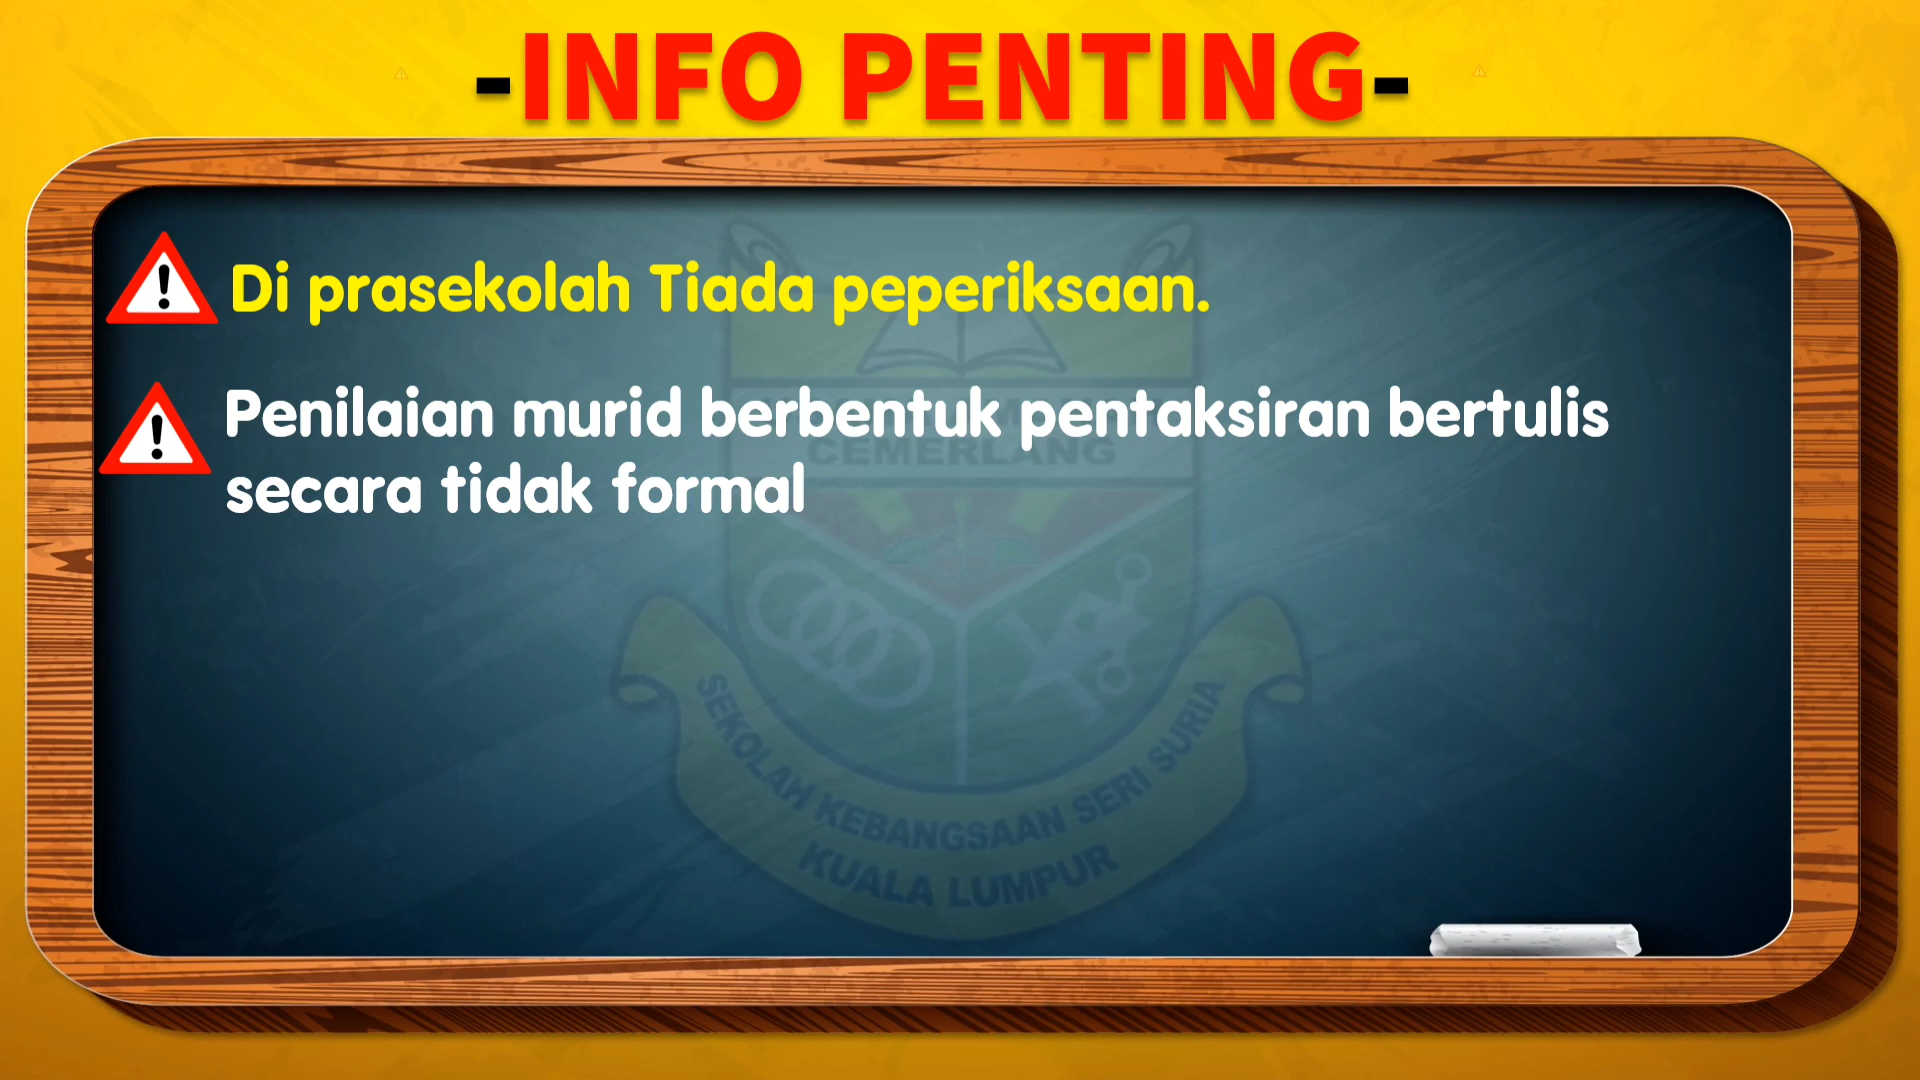 -INFO PENTING-
Di prasekolah Tiada peperiksaan.
Penilaian murid berbentuk pentaksiran bertulis
secara tidak formal
CEMERLANG
SEKOLAH KEBANGSAAN SERI SURIA
KUALA LUMPUR